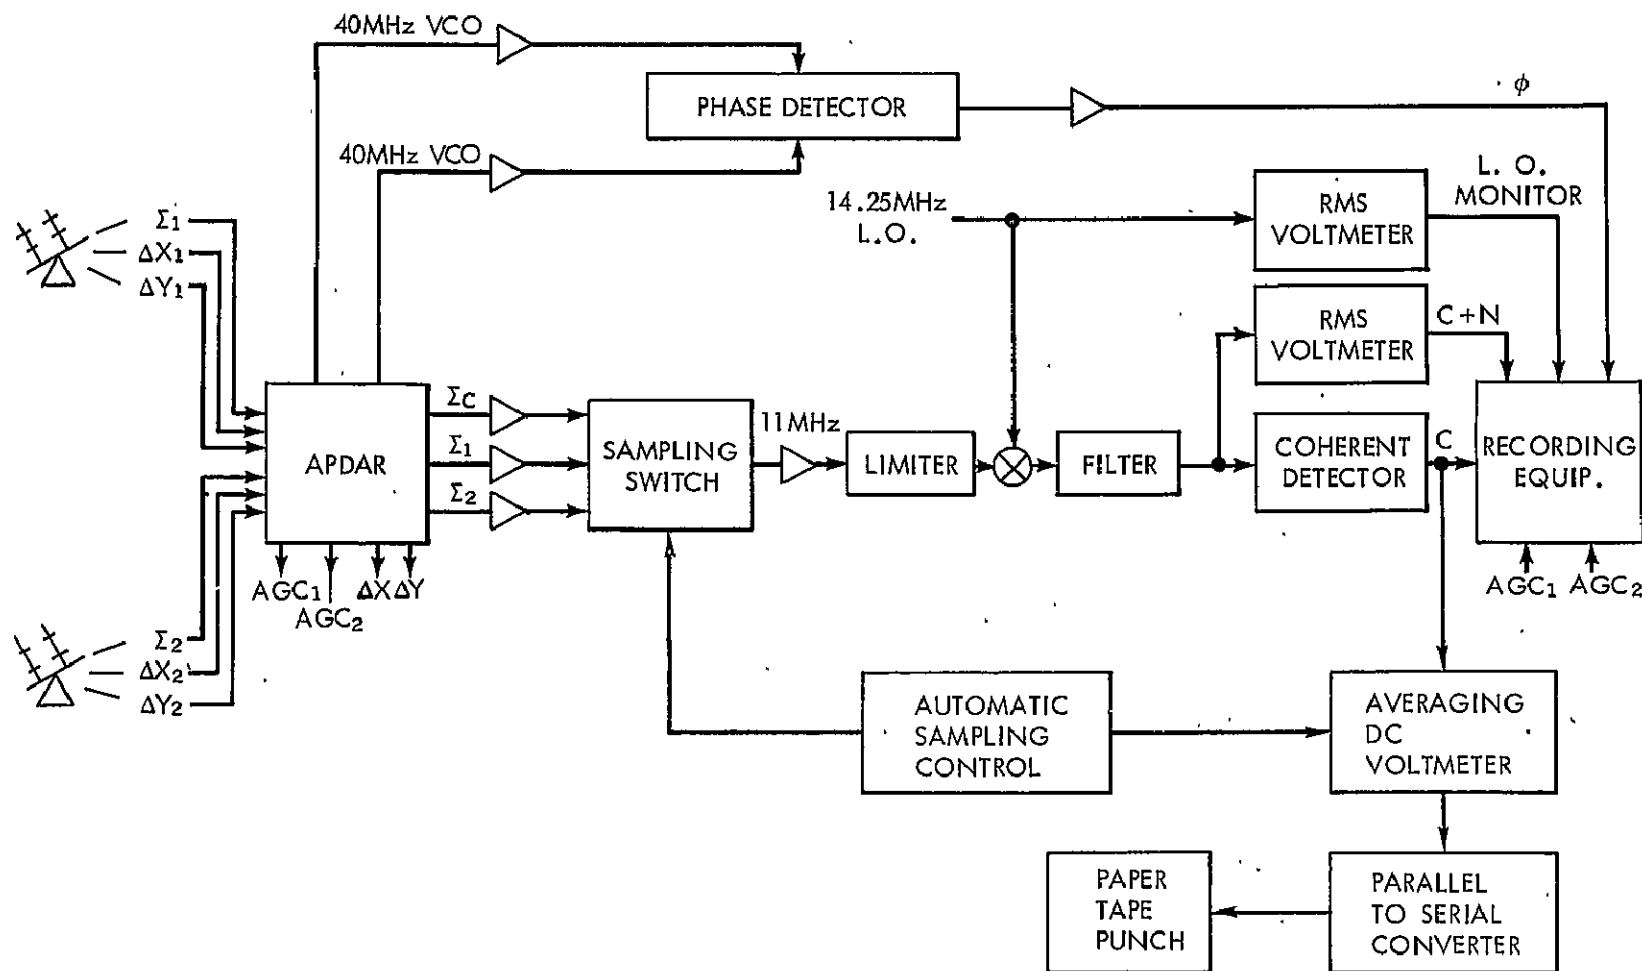 40MHz VCO
PHASE DETECTOR
ϕ
40MHz VCO
14.25MHz
L.O.
RMS
VOLTMETER
L. O.
MONITOR
Σ1
ΔX1
ΔY1
RMS
VOLTMETER
C+N
APDAR
ΣC
Σ1
Σ2
SAMPLING
SWITCH
11MHz
LIMITER
FILTER
COHERENT
DETECTOR
C
RECORDING
EQUIP.
AGC1
AGC2
ΔX ΔY
AGC1 AGC2
Σ2
ΔX2
ΔY2
AUTOMATIC
SAMPLING
CONTROL
AVERAGING
DC
VOLTMETER
PAPER
TAPE
PUNCH
PARALLEL
TO SERIAL
CONVERTER